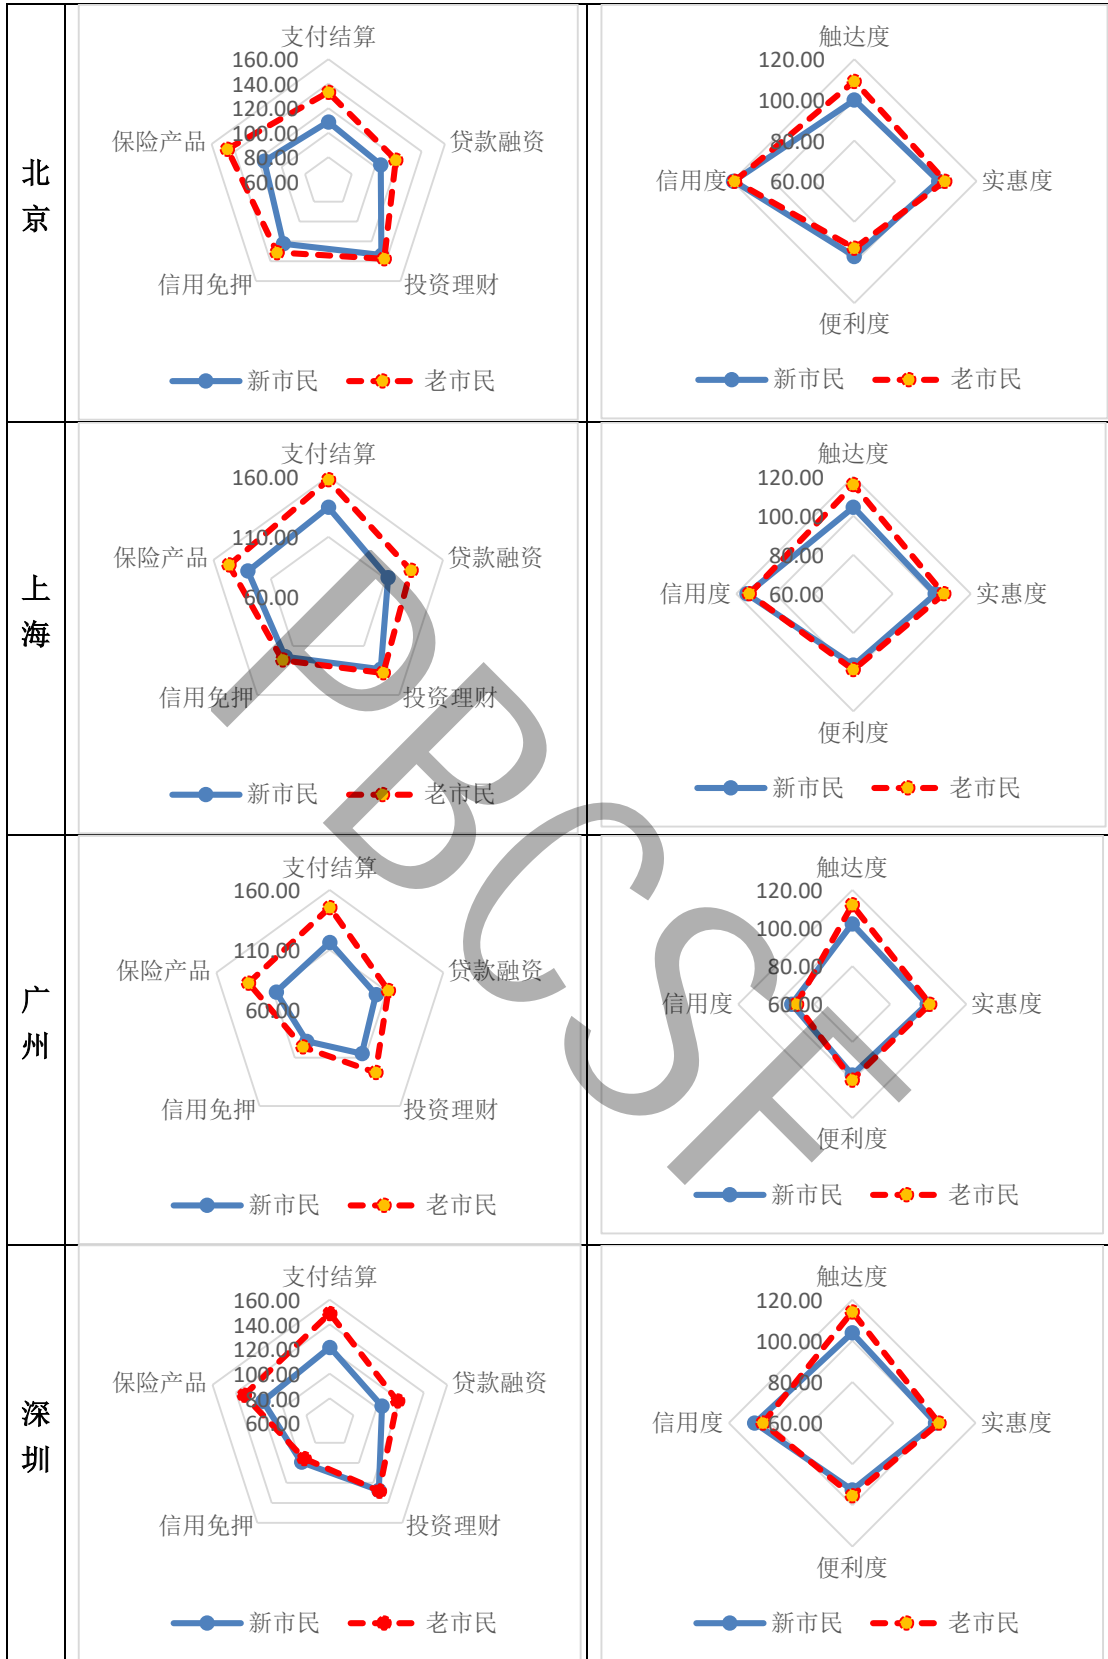 北京
支付结算
160.00
140.00
120.00
100.00
80.00
60.00
保险产品
贷款融资
信用免押
投资理财
新市民
老市民
触达度
120.00
100.00
80.00
60.00
信用度
实惠度
便利度
新市民
老市民
上海
支付结算
160.00
110.00
60.00
保险产品
贷款融资
信用免押
投资理财
新市民
老市民
触达度
120.00
100.00
80.00
60.00
信用度
实惠度
便利度
新市民
老市民
广州
支付结算
160.00
110.00
60.00
保险产品
贷款融资
信用免押
投资理财
新市民
老市民
触达度
120.00
100.00
80.00
60.00
信用度
实惠度
便利度
新市民
老市民
深圳
支付结算
160.00
140.00
120.00
100.00
80.00
60.00
保险产品
贷款融资
信用免押
投资理财
新市民
老市民
触达度
120.00
100.00
80.00
60.00
信用度
实惠度
便利度
新市民
老市民
PBCSF